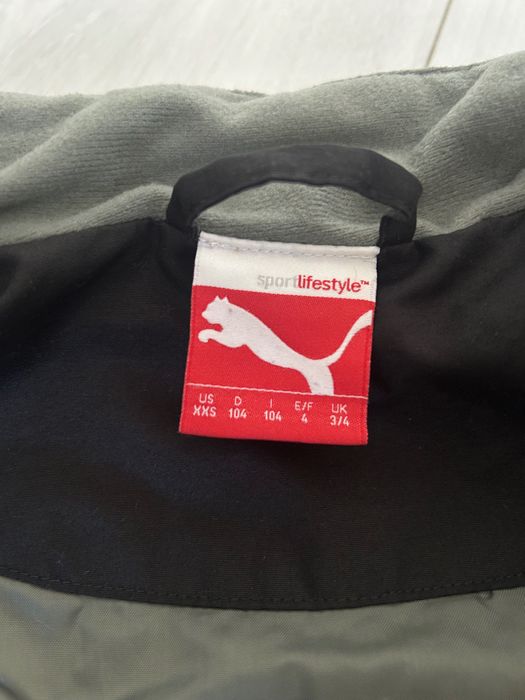 sportlifestyle™
US D I E/F UK
XXS 104 104 4 3/4